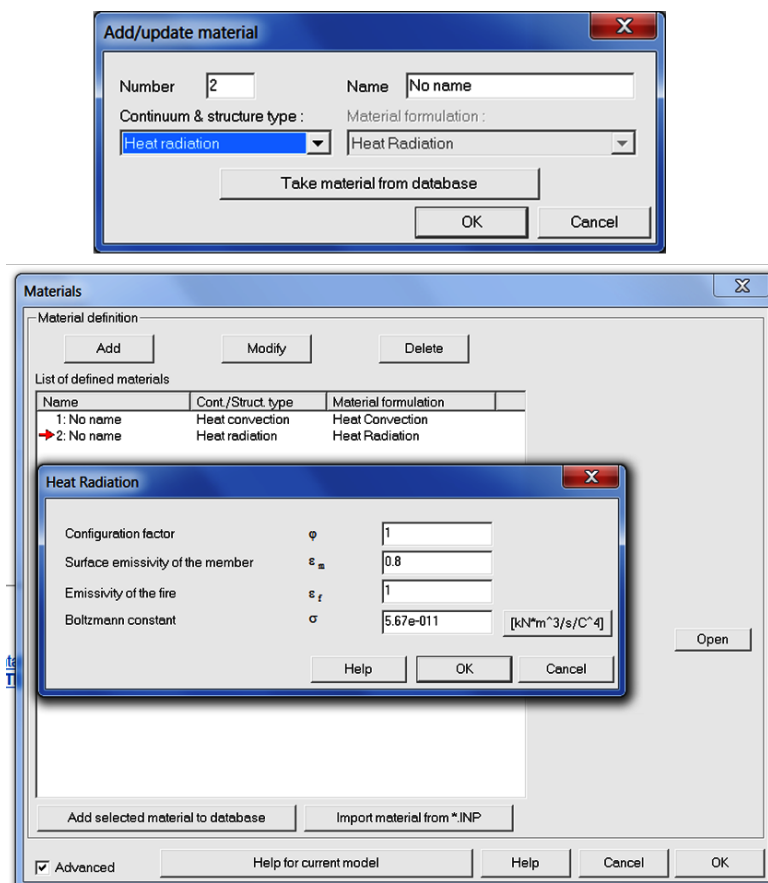 Add/update material
Number 2 Name No name
Continuum & structure type : Material formulation :
Heat radiation Heat Radiation
Take material from database
OK Cancel
Materials
Material definition
Add Modify Delete
List of defined materials
Name Cont./Struct. type Material formulation
1: No name Heat convection Heat Convection
2: No name Heat radiation Heat Radiation
Heat Radiation
Configuration factor φ 1
Surface emissivity of the member ε m 0.8
Emissivity of the fire ε f 1
Boltzmann constant σ 5.67e-011 [kN*m^3/s/C^4]
Open
Help OK Cancel
Add selected material to database Import material from *.INP
Advanced Help for current model Help Cancel OK